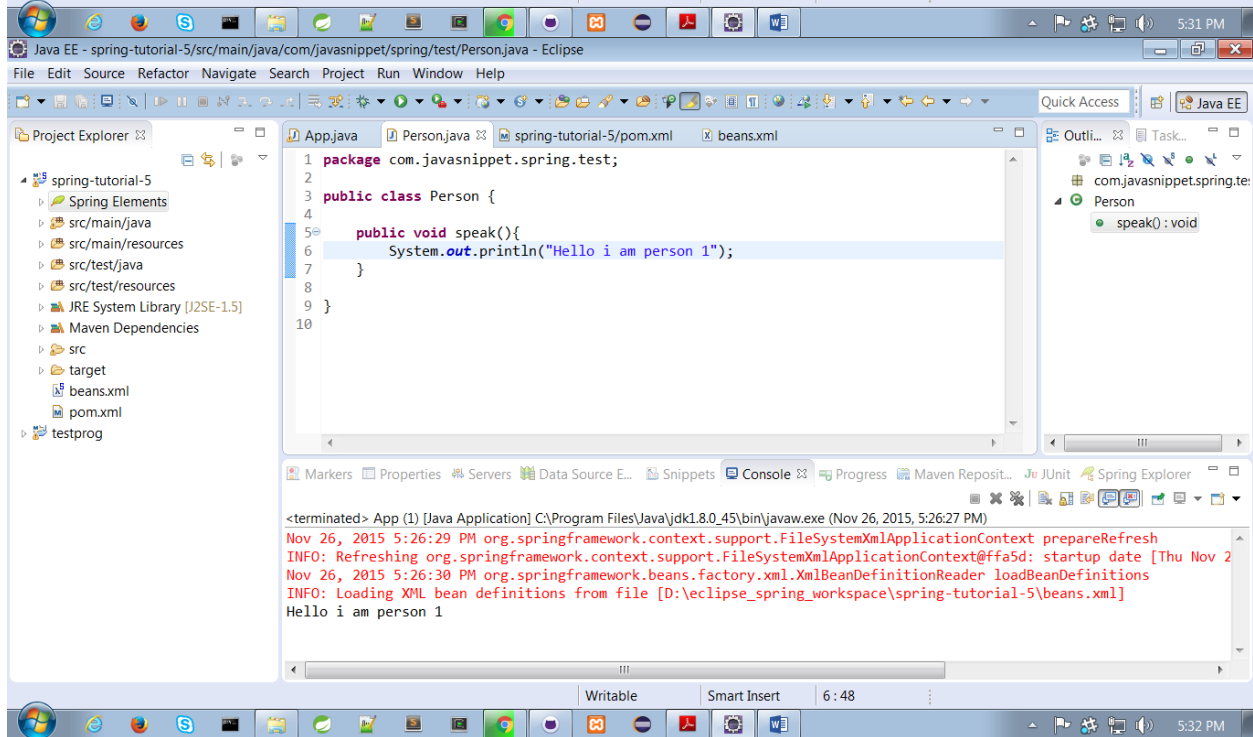 5:31 PM
Java EE - spring-tutorial-5/src/main/java/com/javasnippet/spring/test/Person.java - Eclipse
File Edit Source Refactor Navigate Search Project Run Window Help
Quick Access Java EE
Project Explorer
spring-tutorial-5
Spring Elements
src/main/java
src/main/resources
src/test/java
src/test/resources
JRE System Library [J2SE-1.5]
Maven Dependencies
src
target
beans.xml
pom.xml
testprog
App.java Person.java spring-tutorial-5/pom.xml beans.xml
1 package com.javasnippet.spring.test;
2
3 public class Person {
4
5 public void speak(){
6 System.out.println("Hello i am person 1");
7 }
8
9 }
10
Outli... Task...
com.javasnippet.spring.te
Person
speak() : void
Markers Properties Servers Data Source E... Snippets Console Progress Maven Reposit... JUnit Spring Explorer
<terminated> App (1) [Java Application] C:\Program Files\Java\jdk1.8.0_45\bin\javaw.exe (Nov 26, 2015, 5:26:27 PM)
Nov 26, 2015 5:26:29 PM org.springframework.context.support.FileSystemXmlApplicationContext prepareRefresh
INFO: Refreshing org.springframework.context.support.FileSystemXmlApplicationContext@ffa5d: startup date [Thu Nov 2
Nov 26, 2015 5:26:30 PM org.springframework.beans.factory.xml.XmlBeanDefinitionReader loadBeanDefinitions
INFO: Loading XML bean definitions from file [D:\eclipse_spring_workspace\spring-tutorial-5\beans.xml]
Hello i am person 1
Writable Smart Insert 6 : 48
5:32 PM